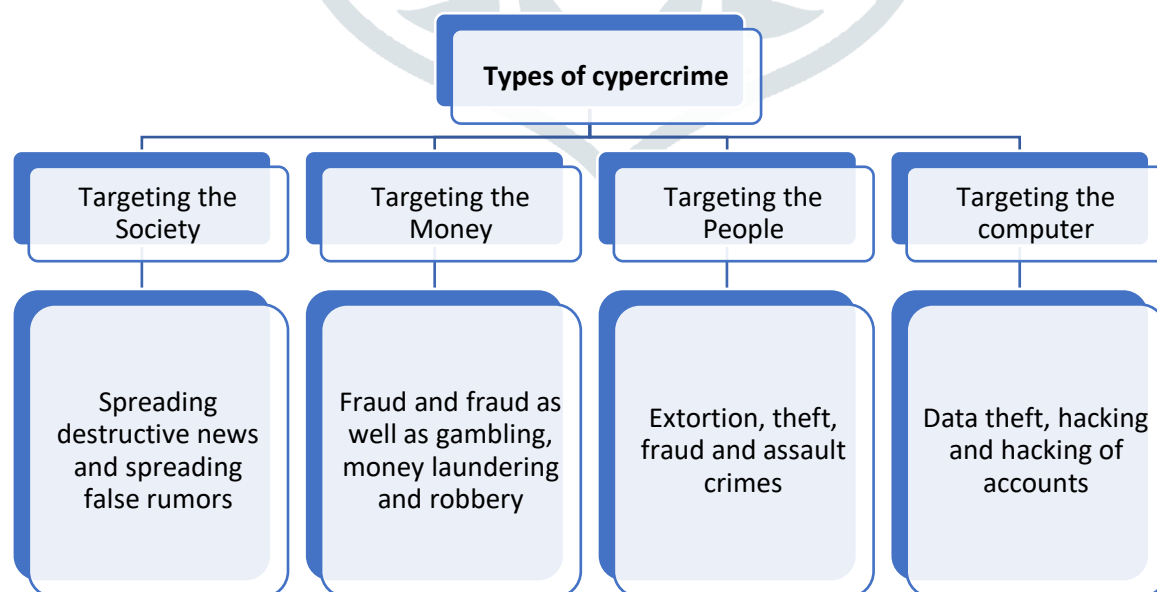 Types of cypercrime
Targeting the
Society
Targeting the
Money
Targeting the
People
Targeting the
computer
Spreading
destructive news
and spreading
false rumors
Fraud and fraud as
well as gambling,
money laundering
and robbery
Extortion, theft,
fraud and assault
crimes
Data theft, hacking
and hacking of
accounts